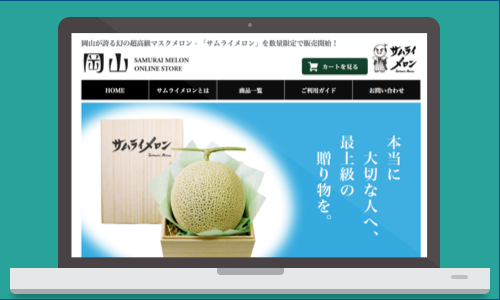 岡山が誇る幻の超高級マスクメロン -「サムライメロン」を数量限定で販売開始！
岡山
SAMURAI MELON
ONLINE STORE
カートを見る
サムライ
メロン
HOME
サムライメロンとは
商品一覧
ご利用ガイド
お問い合わせ
サムライメロン
Samurai Melon
本当に
大切な人へ、
最上級の
贈り物を。